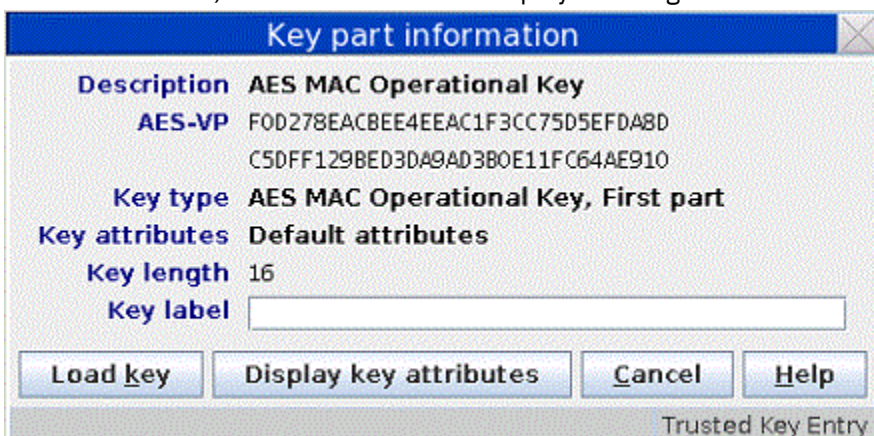 Key part information
Description AES MAC Operational Key
AES-VP F0D278EACBEE4EEAC1F3CC75D5EFDA8D
C5DFF129BED3DA9AD3B0E11FC64AE910
Key type AES MAC Operational Key, First part
Key attributes Default attributes
Key length 16
Key label
Load key Display key attributes Cancel Help
Trusted Key Entry